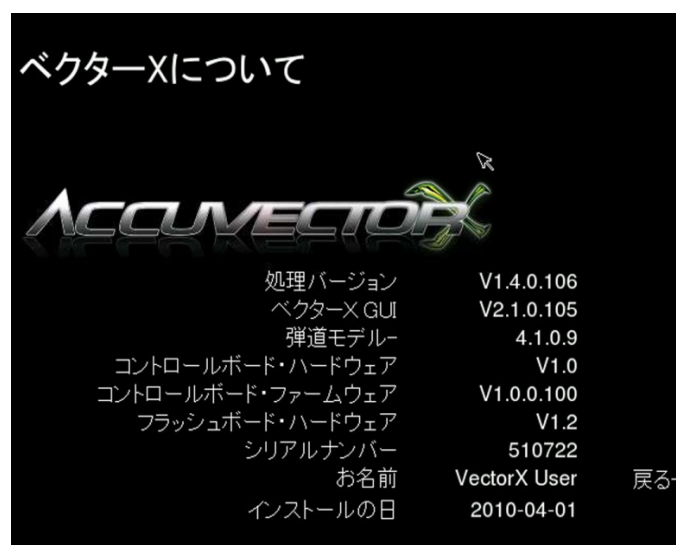 ベクターXについて
ACCUVECTOR X
処理バージョン V1.4.0.106
ベクターX GUI V2.1.0.105
弾道モデル- 4.1.0.9
コントロールボード・ハードウェア V1.0
コントロールボード・ファームウェア V1.0.0.100
フラッシュボード・ハードウェア V1.2
シリアルナンバー 510722
お名前 VectorX User 戻る
インストールの日 2010-04-01